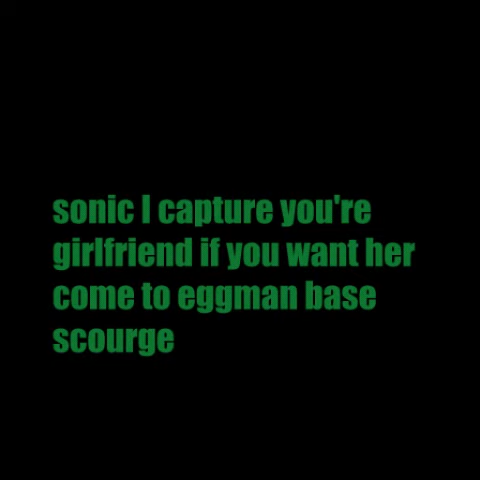 sonic I capture you're
girlfriend if you want her
come to eggman base
scourge